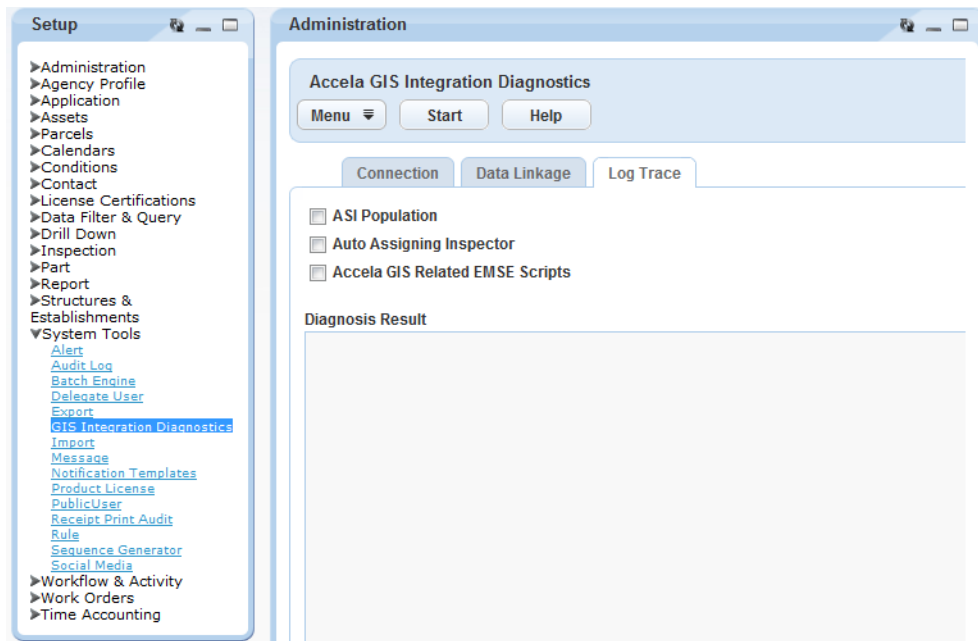 Setup
Administration
Agency Profile
Application
Assets
Parcels
Calendars
Conditions
Contact
License Certifications
Data Filter & Query
Drill Down
Inspection
Part
Report
Structures &
Establishments
System Tools
Alert
Audit Log
Batch Engine
Delegate User
Export
GIS Integration Diagnostics
Import
Message
Notification Templates
Product License
PublicUser
Receipt Print Audit
Rule
Sequence Generator
Social Media
Workflow & Activity
Work Orders
Time Accounting
Administration
Accela GIS Integration Diagnostics
Menu Start Help
Connection Data Linkage Log Trace
ASI Population
Auto Assigning Inspector
Accela GIS Related EMSE Scripts
Diagnosis Result